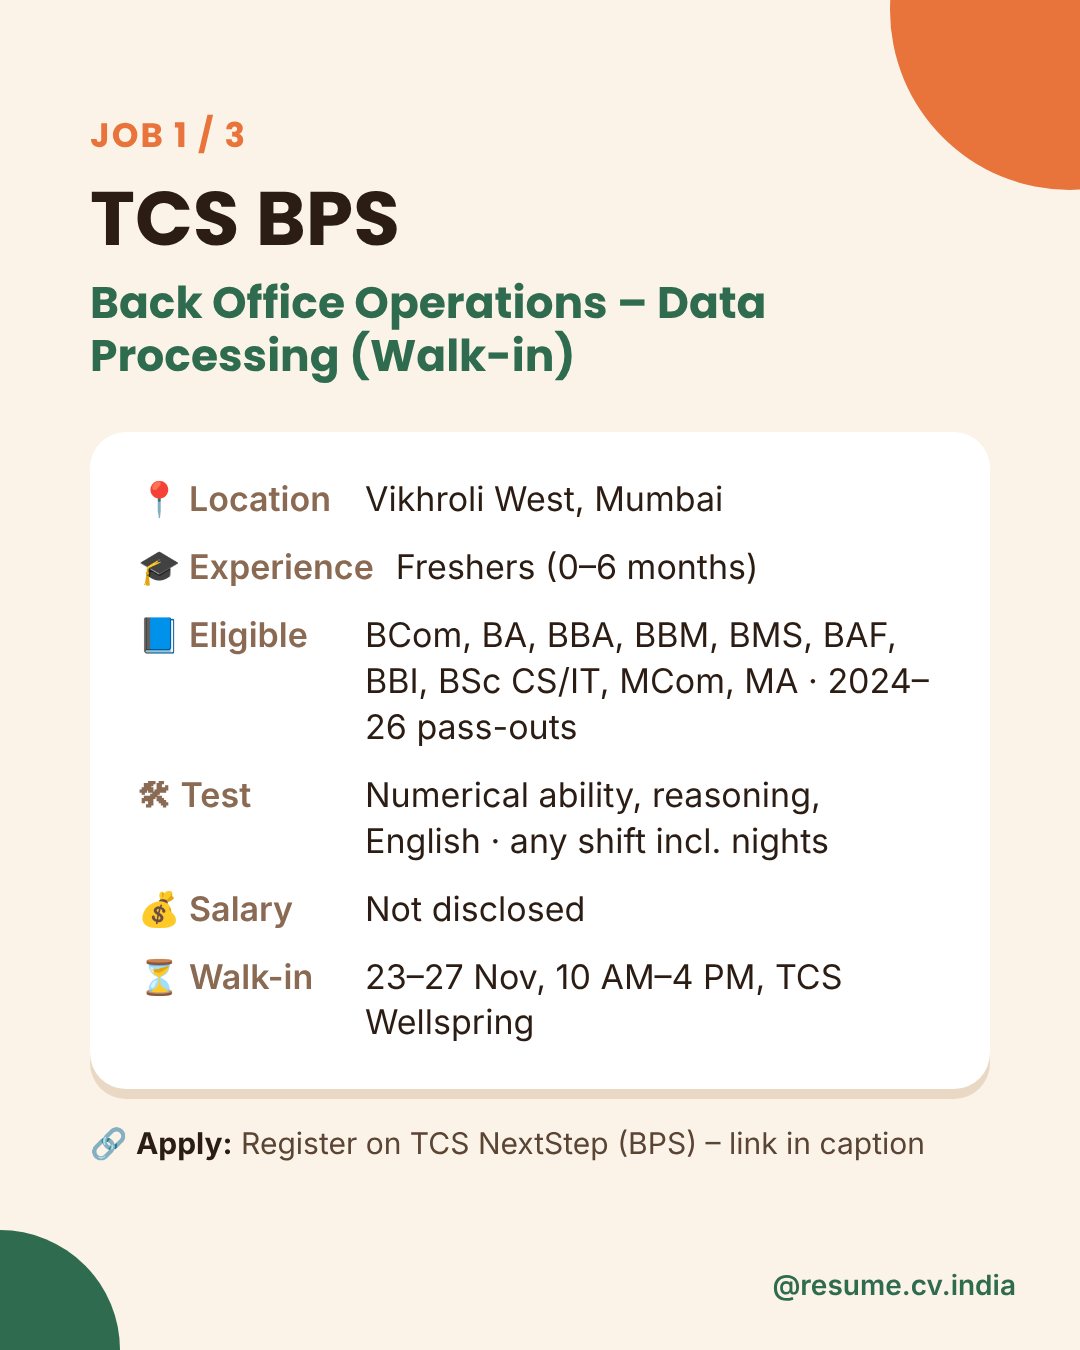 JOB 1 / 3
TCS BPS
Back Office Operations – Data
Processing (Walk-in)
📍 Location Vikhroli West, Mumbai
🎓 Experience Freshers (0–6 months)
📘 Eligible BCom, BA, BBA, BBM, BMS, BAF,
BBI, BSc CS/IT, MCom, MA · 2024–
26 pass-outs
🛠 Test Numerical ability, reasoning,
English · any shift incl. nights
💰 Salary Not disclosed
⏳ Walk-in 23–27 Nov, 10 AM–4 PM, TCS
Wellspring
🔗 Apply: Register on TCS NextStep (BPS) – link in caption
@resume.cv.india